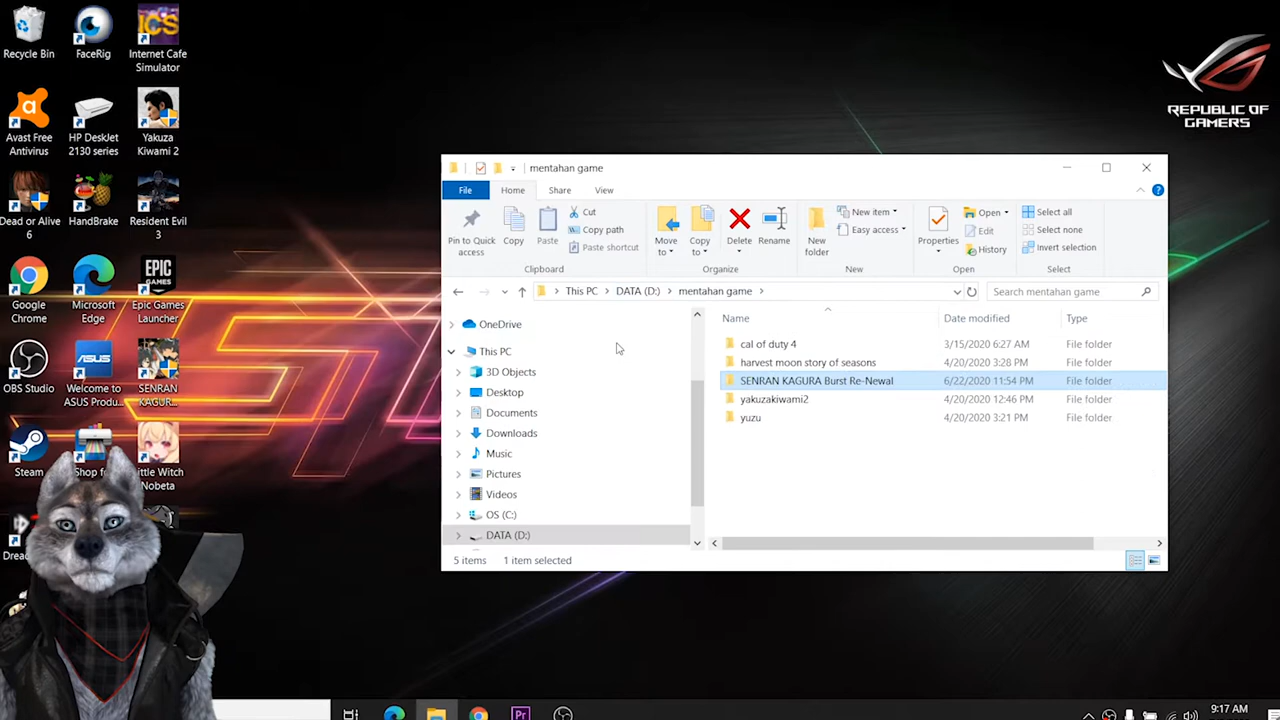 Recycle Bin
FaceRig
Internet Cafe
Simulator
Avast Free
Antivirus
HP Deskjet
2130 series
Yakuza
Kiwami 2
Dead or Alive
6
HandBrake
Resident Evil
3
Google
Chrome
Microsoft
Edge
EPIC
GAMES
Epic Games
Launcher
OBS Studio
ASUS
Welcome to
ASUS Produ...
SENRAN
KAGUR...
Steam
Shop fo
ittle Witch
Nobeta
Dread
REPUBLIC OF
GAMERS
mentahan game
File
Home
Share
View
Pin to Quick
access
Copy
Paste
Cut
Copy path
Paste shortcut
Clipboard
Move
to
Copy
to
Delete
Rename
Organize
New
folder
New item
Easy access
New
Properties
Open
Edit
History
Open
Select all
Select none
Invert selection
Select
This PC > DATA (D:) > mentahan game >
Search mentahan game
OneDrive
This PC
3D Objects
Desktop
Documents
Downloads
Music
Pictures
Videos
OS (C:)
DATA (D:)
Name Date modified Type
cal of duty 4 3/15/2020 6:27 AM File folder
harvest moon story of seasons 4/20/2020 3:28 PM File folder
SENRAN KAGURA Burst Re-Newal 6/22/2020 11:54 PM File folder
yakuzakiwami2 4/20/2020 12:46 PM File folder
yuzu 4/20/2020 3:21 PM File folder
5 items 1 item selected
Pr
9:17 AM